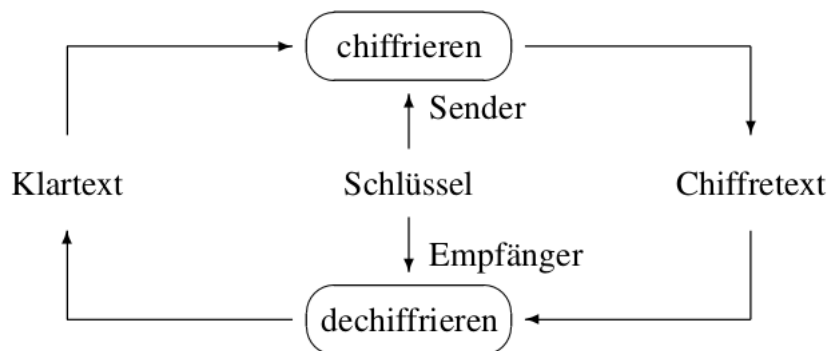 chiffrieren
Sender
Klartext Schlüssel Chiffretext
Empfänger
dechiffrieren